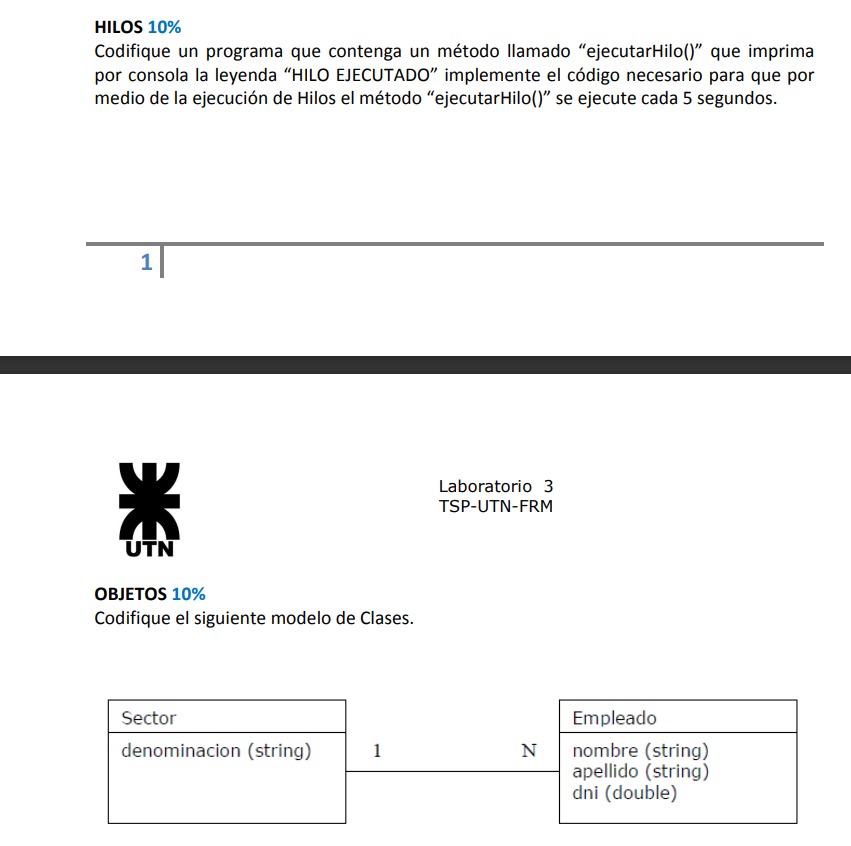 HILOS 10%
Codifique un programa que contenga un método llamado “ejecutarHilo()” que imprima
por consola la leyenda “HILO EJECUTADO” implemente el código necesario para que por
medio de la ejecución de Hilos el método “ejecutarHilo()” se ejecute cada 5 segundos.
1
UTN
Laboratorio 3
TSP-UTN-FRM
OBJETOS 10%
Codifique el siguiente modelo de Clases.
Sector
denominacion (string)
1
N
Empleado
nombre (string)
apellido (string)
dni (double)